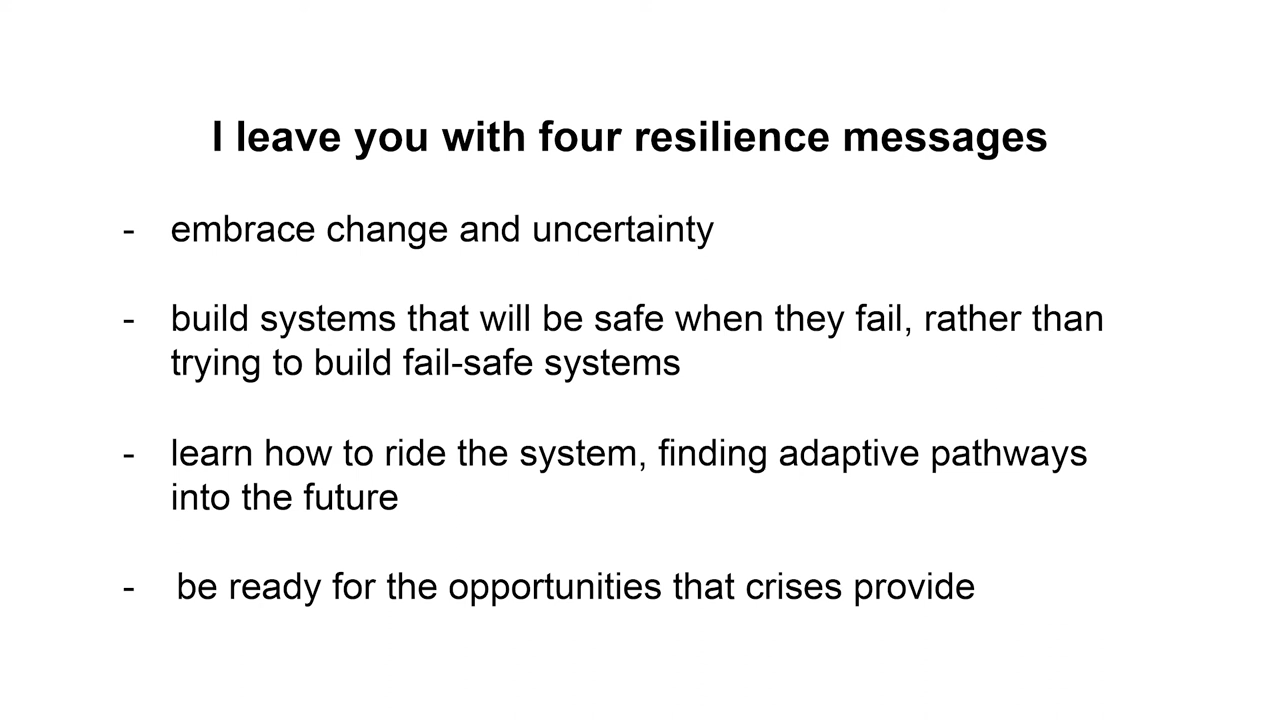 I leave you with four resilience messages
- embrace change and uncertainty
- build systems that will be safe when they fail, rather than
trying to build fail-safe systems
- learn how to ride the system, finding adaptive pathways
into the future
- be ready for the opportunities that crises provide